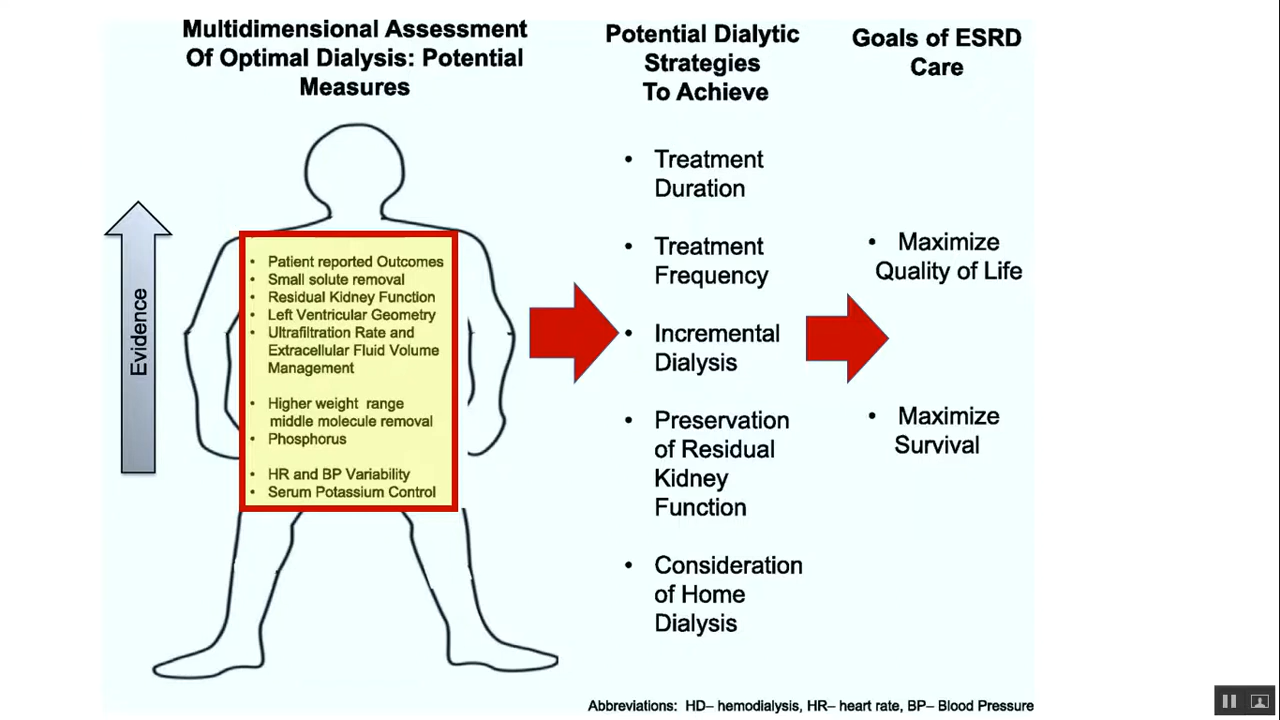 Multidimensional Assessment
Of Optimal Dialysis: Potential
Measures
Evidence
• Patient reported Outcomes
• Small solute removal
• Residual Kidney Function
• Left Ventricular Geometry
• Ultrafiltration Rate and
Extracellular Fluid Volume
Management
• Higher weight range
middle molecule removal
• Phosphorus
• HR and BP Variability
• Serum Potassium Control
Potential Dialytic
Strategies
To Achieve
• Treatment
Duration
• Treatment
Frequency
• Incremental
Dialysis
• Preservation
of Residual
Kidney
Function
• Consideration
of Home
Dialysis
Goals of ESRD
Care
• Maximize
Quality of Life
• Maximize
Survival
Abbreviations: HD– hemodialysis, HR– heart rate, BP– Blood Pressure